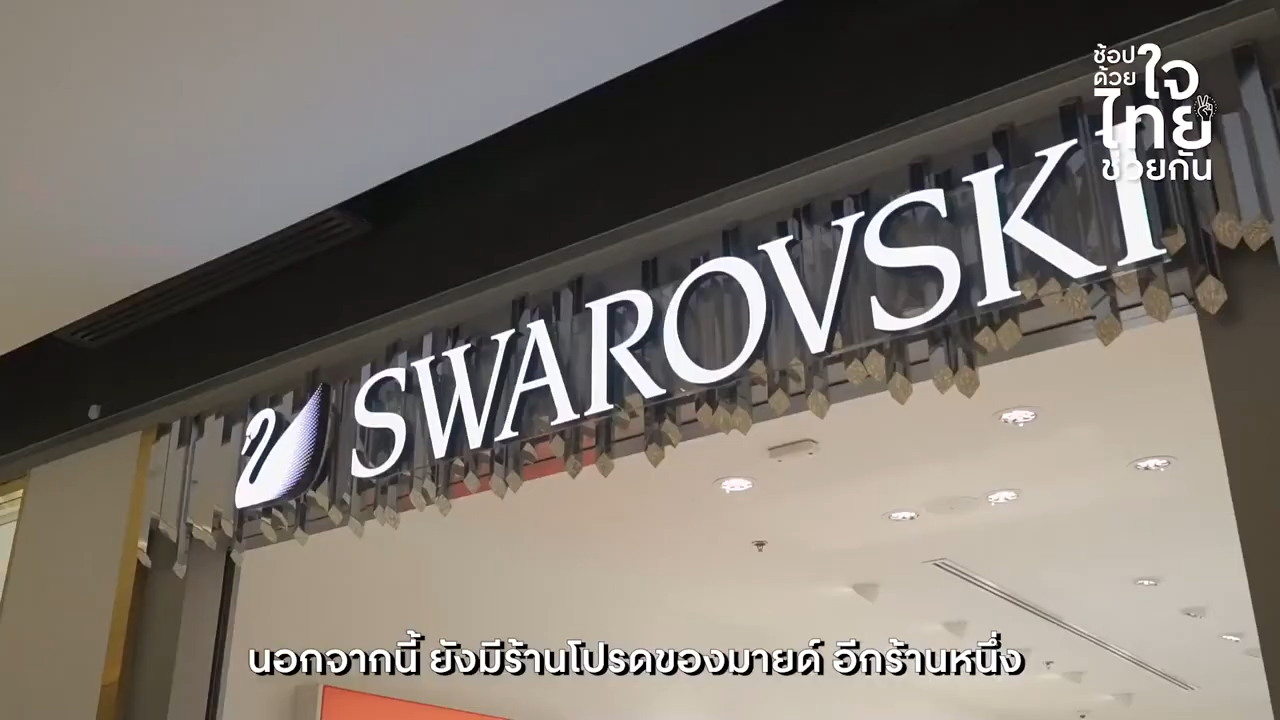 ช้อป
ด้วย ใจ
ไทย
ช่วยกัน
SWAROVSKI
นอกจากนี้ ยังมีร้านโปรดของมายด์ อีกร้านหนึ่ง